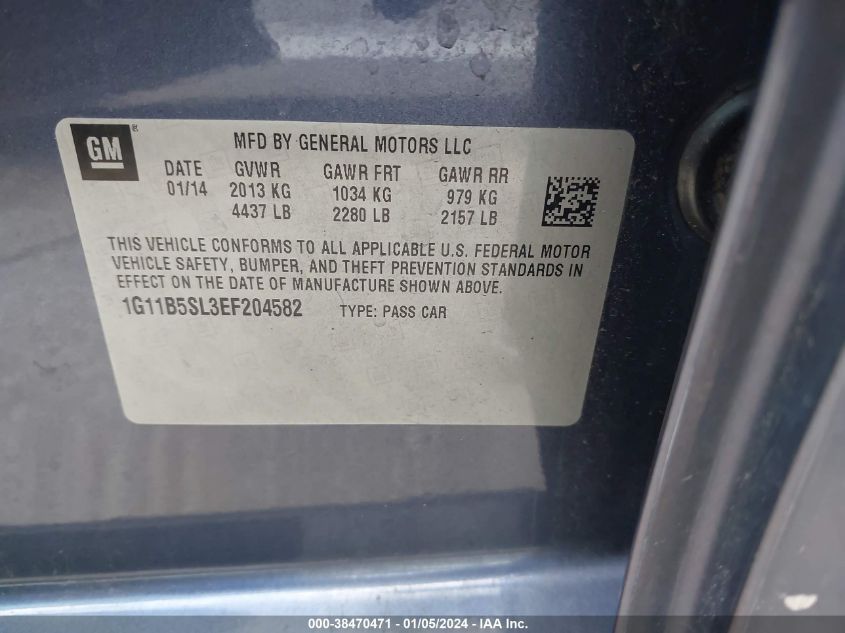 GM ®
MFD BY GENERAL MOTORS LLC
DATE GVWR GAWR FRT GAWR RR
01/14 2013 KG 1034 KG 979 KG
4437 LB 2280 LB 2157 LB
THIS VEHICLE CONFORMS TO ALL APPLICABLE U.S. FEDERAL MOTOR
VEHICLE SAFETY, BUMPER, AND THEFT PREVENTION STANDARDS IN
EFFECT ON THE DATE OF MANUFACTURE SHOWN ABOVE.
1G11B5SL3EF204582 TYPE: PASS CAR
000-38470471 - 01/05/2024 - IAA Inc.